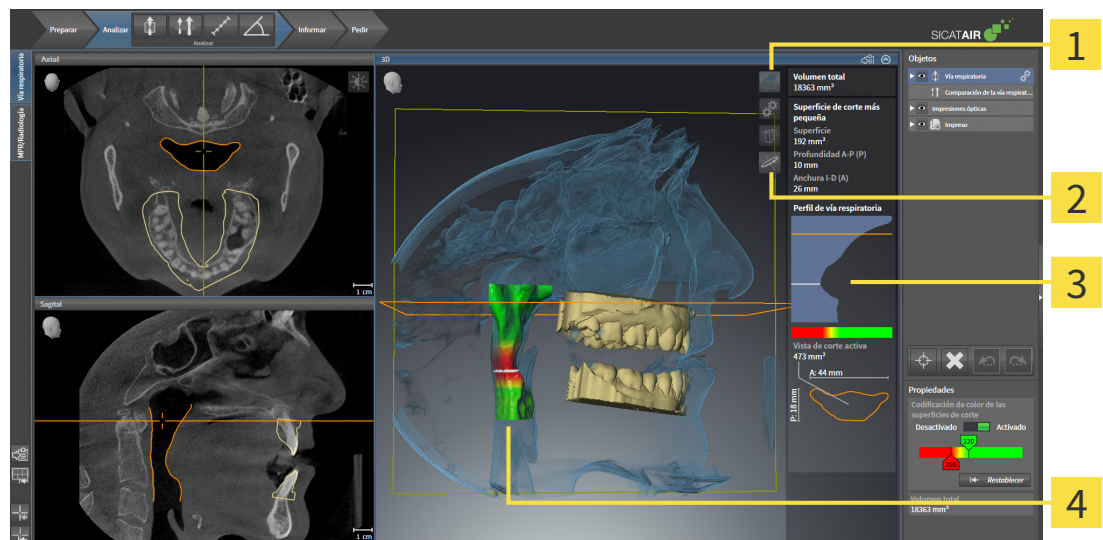 Preparar
Analizar
Analizar
Informar
Pedir
SICATAIR
1
2
3
4
Vía respiratoria
MPR/Radiología
Axial
1 cm
Sagital
1 cm
3D
Volumen total
18363 mm³
Superficie de corte más
pequeña
Superficie
192 mm²
Profundidad A-P (P)
10 mm
Anchura I-D (A)
26 mm
Perfil de vía respiratoria
Vista de corte activa
473 mm²
A: 44 mm
P: 18 mm
Objetos
Vía respiratoria
Comparación de la vía respirat...
Impresiones ópticas
Impreso
Propiedades
Codificación de color de las
superficies de corte
Desactivado
Activado
320
206
Restablecer
Volumen total
18363 mm³